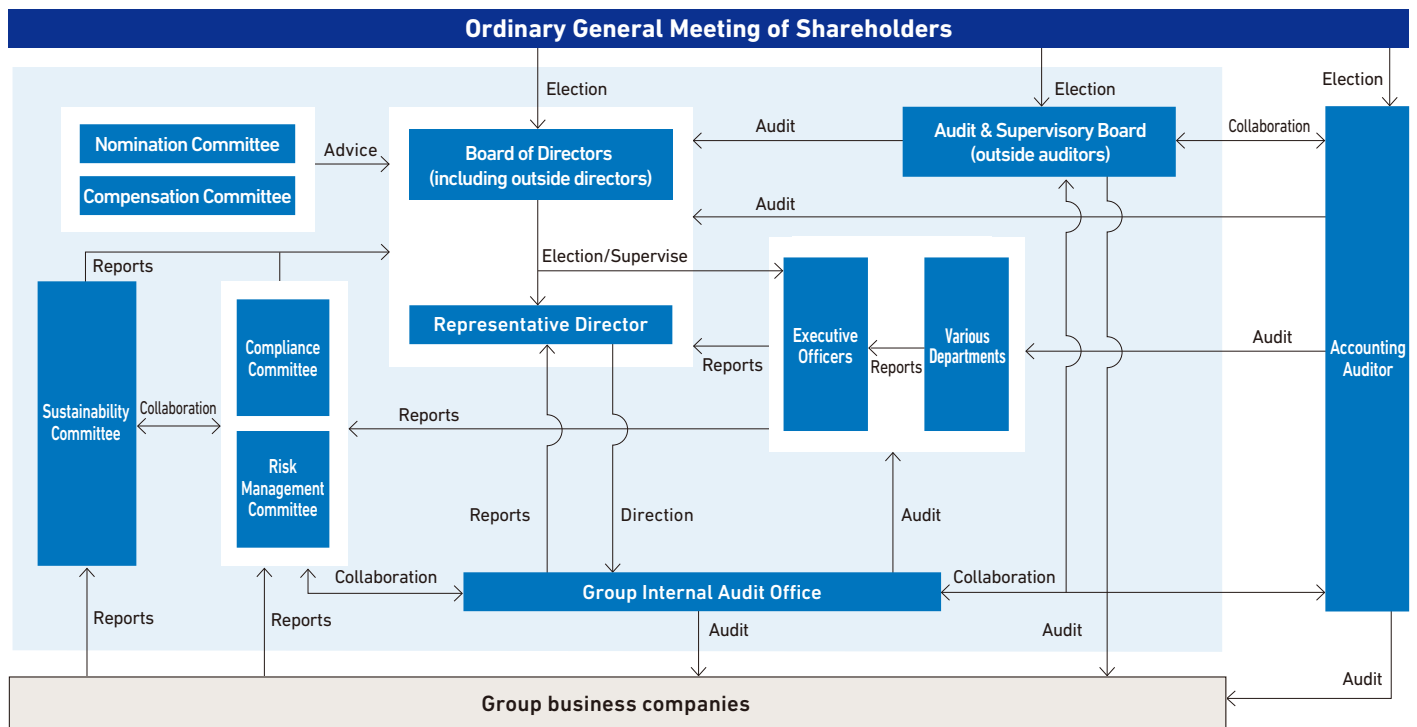 Ordinary General Meeting of Shareholders
Election
Election
Election
Nomination Committee
Compensation Committee
Advice
Board of Directors
(including outside directors)
Audit
Audit & Supervisory Board
(outside auditors)
Collaboration
Audit
Reports
Election/Supervise
Representative Director
Executive
Officers
Reports
Various
Departments
Reports
Audit
Accounting
Auditor
Sustainability
Committee
Collaboration
Compliance
Committee
Risk
Management
Committee
Reports
Reports
Direction
Audit
Collaboration
Group Internal Audit Office
Collaboration
Reports
Reports
Audit
Audit
Audit
Group business companies